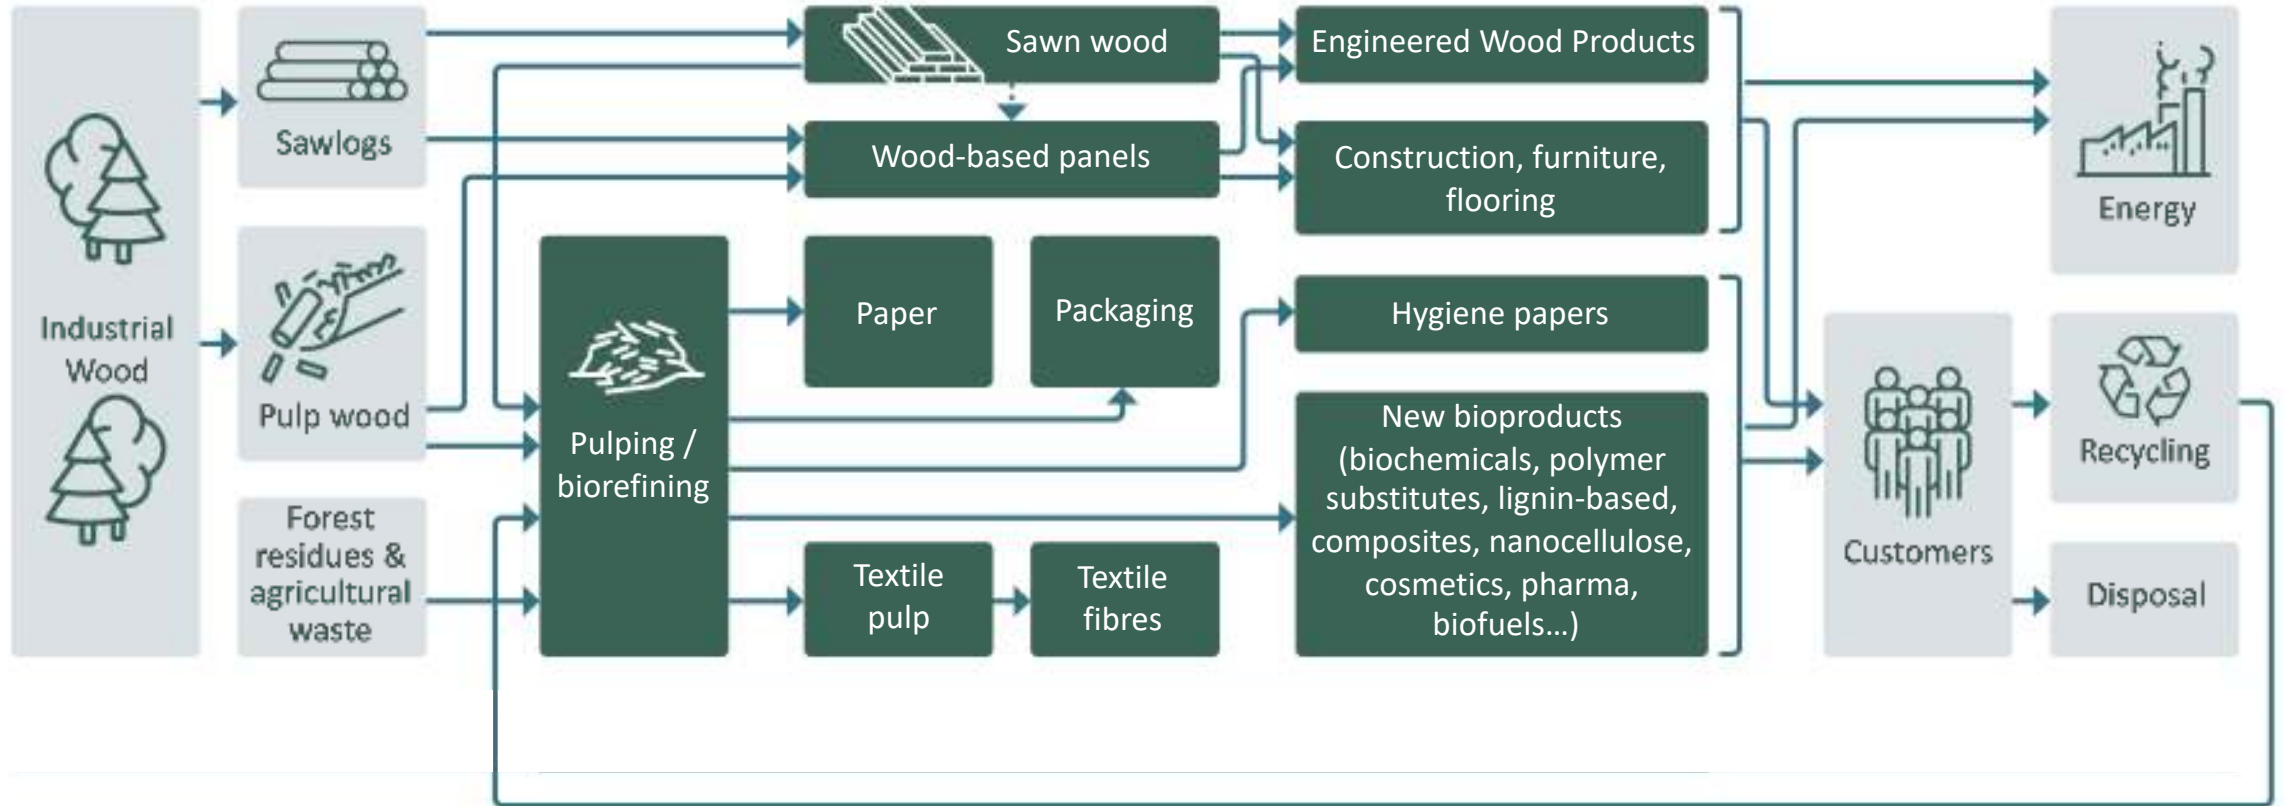 Industrial
Wood
Sawlogs
Pulp wood
Forest
residues &
agricultural
waste
Pulping /
biorefining
Sawn wood
Wood-based panels
Paper
Packaging
Textile
pulp
Textile
fibres
Engineered Wood Products
Construction, furniture,
flooring
Hygiene papers
New bioproducts
(biochemicals, polymer
substitutes, lignin-based,
composites, nanocellulose,
cosmetics, pharma,
biofuels...)
Customers
Energy
Recycling
Disposal